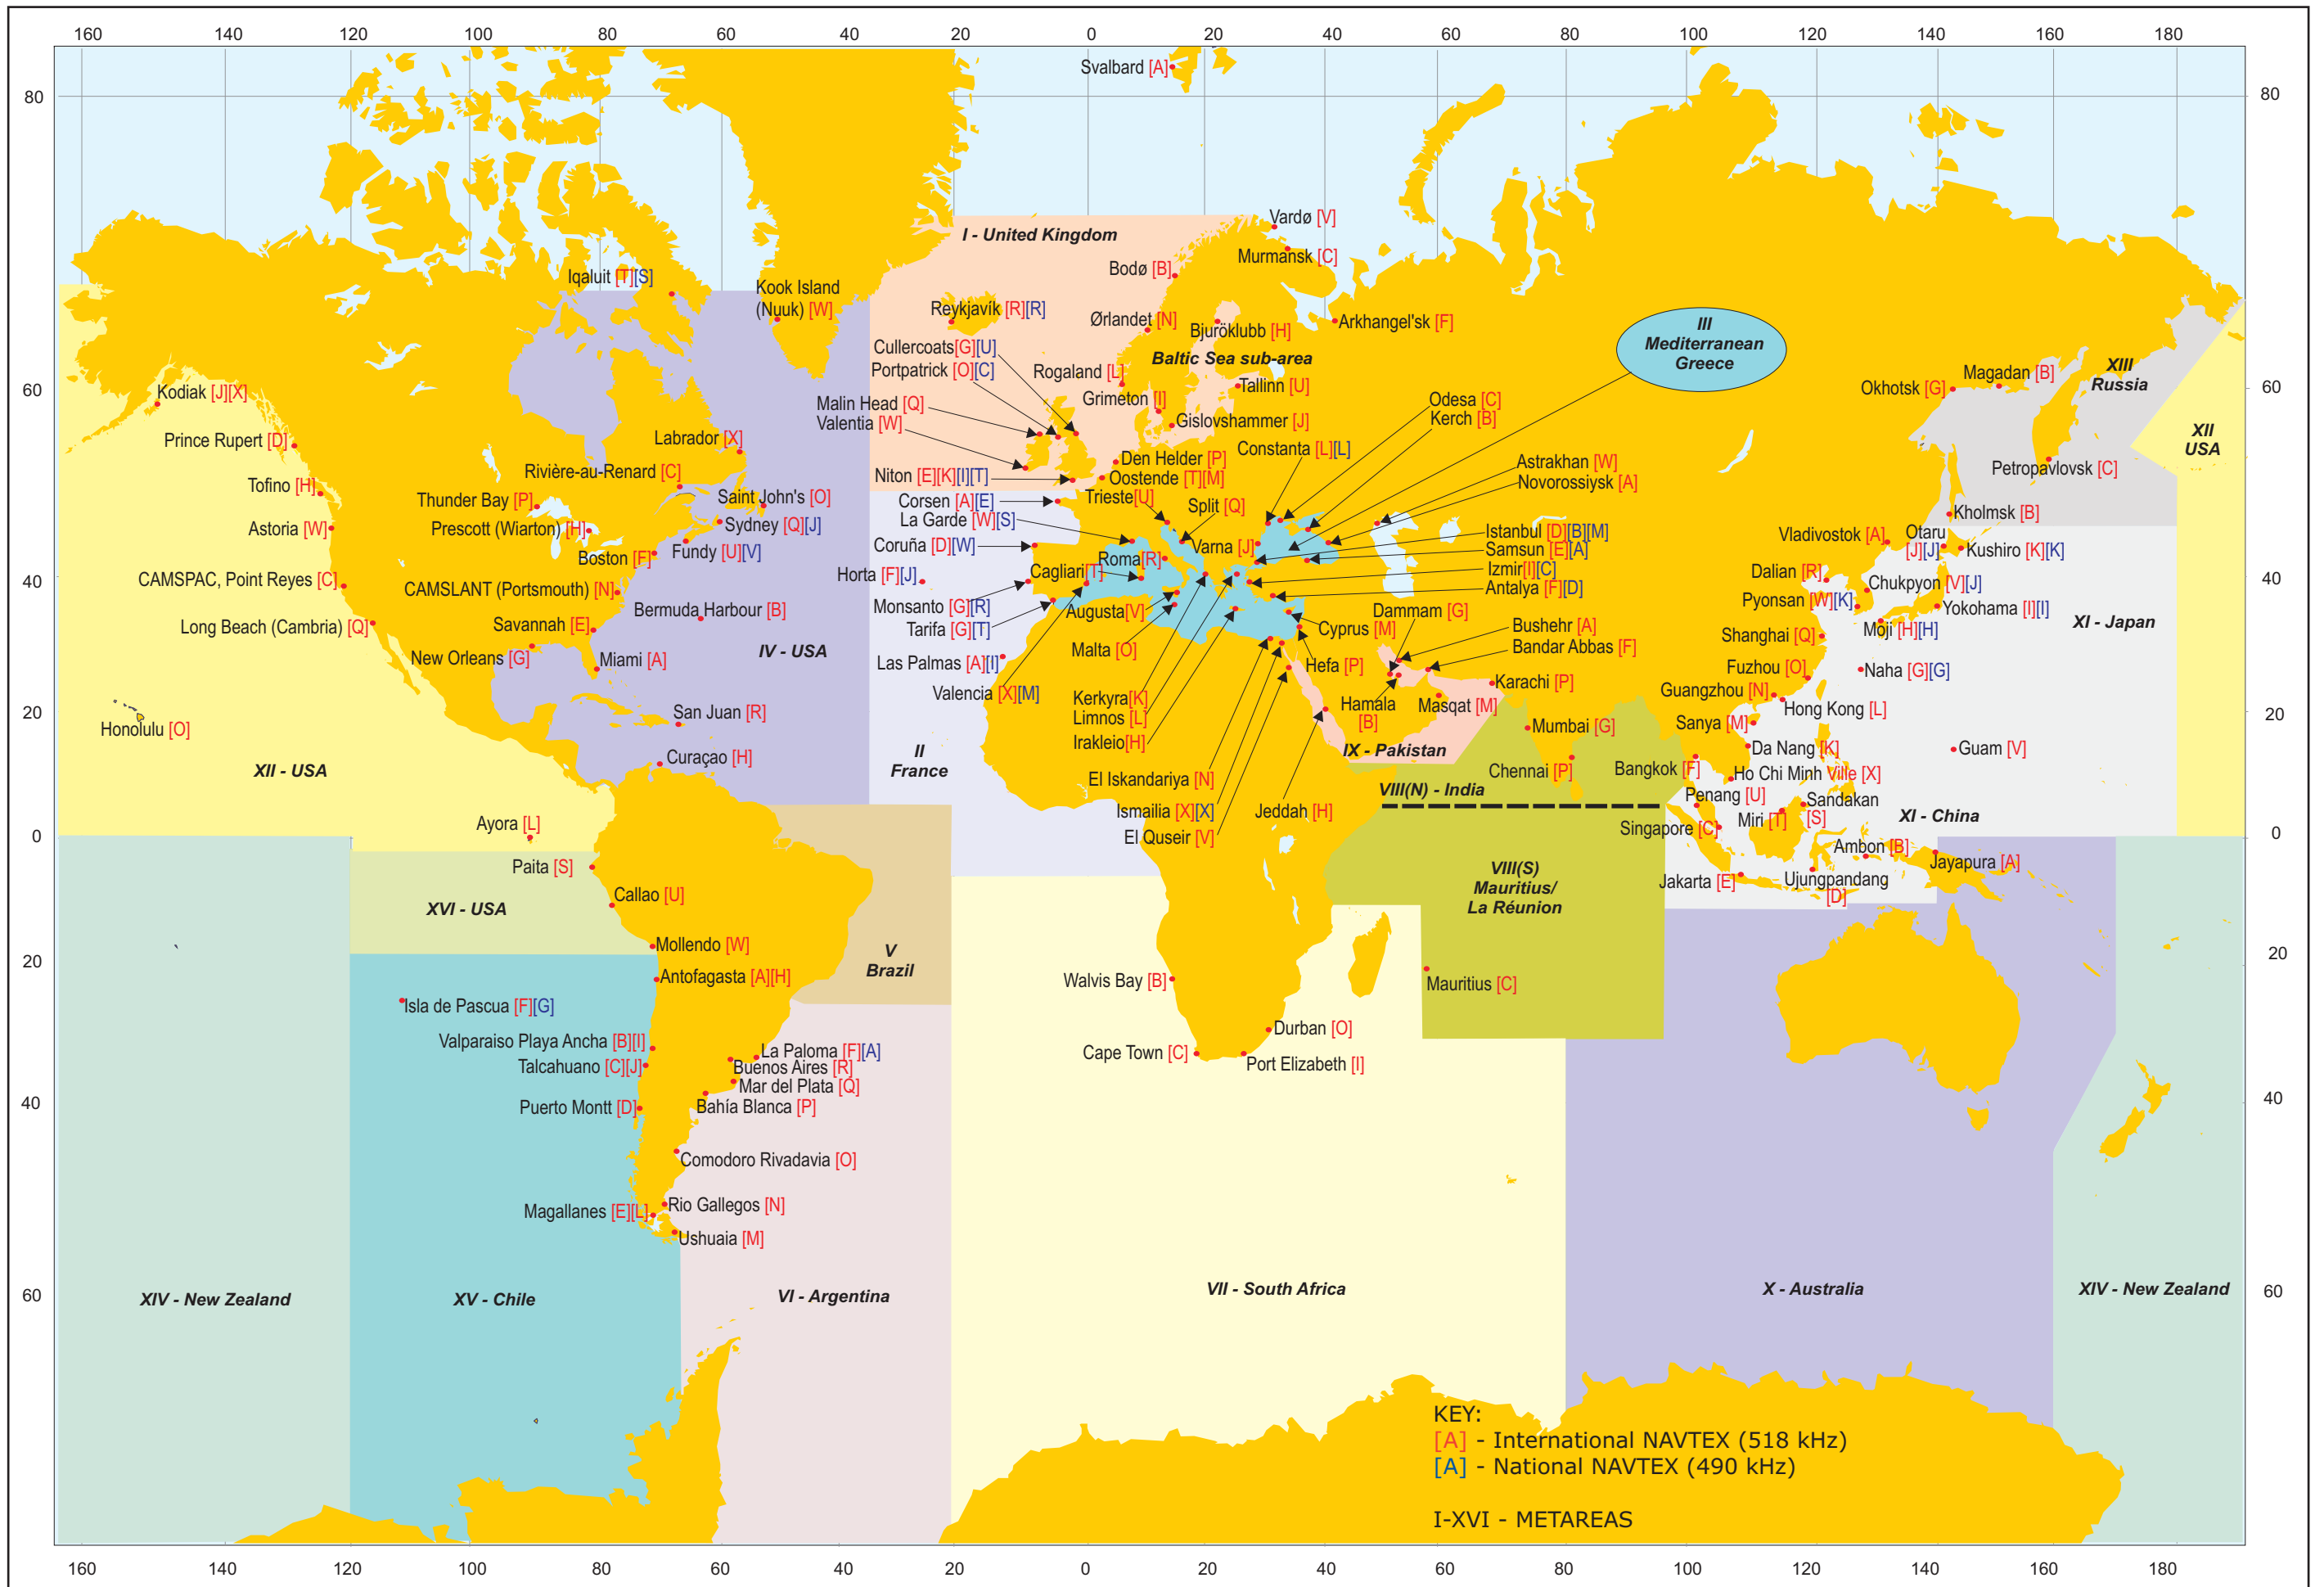 160 140 120 100 80 60 40 20 0 20 40 60 80 100 120 140 160 180
Svalbard [A]
80 80
Vardø [V]
I - United Kingdom
Murmansk [C]
Bodø [B]
Iqaluit [T][S]
Kook Island
(Nuuk) [W]
Reykjavík [R][R]
Ørlandet [N]
Bjuröklubb [H]
Arkhangel'sk [F]
III
Mediterranean
Greece
Cullercoats[G][U]
Portpatrick [O][C]
Rogaland [L]
Baltic Sea sub-area
Tallinn [U]
Malin Head [Q]
Valentia [W]
Grimeton [I]
Gislovshammer [J]
Odesa [C]
Kerch [B]
Okhotsk [G]
Magadan [B]
XIII
Russia
60 60
Kodiak [J][X]
Prince Rupert [D]
Labrador [X]
Constanta [L][L]
XII
USA
Den Helder [P]
Astrakhan [W]
Petropavlovsk [C]
Rivière-au-Renard [C]
Niton [E][K][I][T]
Oostende [T][M]
Novorossiysk [A]
Tofino [H]
Thunder Bay [P]
Saint John's [O]
Corsen [A][E]
Trieste[U]
Split [Q]
Kholmsk [B]
Astoria [W]
Prescott (Wiarton) [H]
Sydney [Q][J]
La Garde [W][S]
Istanbul [D][B][M]
Vladivostok [A]
Otaru
[J][J]
Kushiro [K][K]
Boston [F]
Fundy [U][V]
Coruña [D][W]
Roma[R]
Varna [J]
Samsun [E][A]
CAMSPAC, Point Reyes [C]
CAMSLANT (Portsmouth) [N]
Horta [F][J]
Cagliari[T]
Izmir[I][C]
Dalian [R]
Chukpyon [V][J]
40 40
Antalya [F][D]
Pyonsan [W][K]
Yokohama [I][I]
Bermuda Harbour [B]
Monsanto [G][R]
Augusta[V]
Dammam [G]
Long Beach (Cambria) [Q]
Savannah [E]
Tarifa [G][T]
Cyprus [M]
Bushehr [A]
Shanghai [Q]
Moji [H][H]
XI - Japan
New Orleans [G]
Miami [A]
IV - USA
Malta [O]
Bandar Abbas [F]
Las Palmas [A][I]
Hefa [P]
Fuzhou [O]
Naha [G][G]
Valencia [X][M]
Karachi [P]
Guangzhou [N]
Kerkyra[K]
Hamala
[B]
Masqat [M]
Hong Kong [L]
San Juan [R]
Limnos [L]
20 20
Honolulu [O]
Irakleio[H]
Mumbai [G]
Sanya [M]
XII - USA
Curaçao [H]
II
France
IX - Pakistan
Da Nang [K]
Guam [V]
El Iskandariya [N]
Chennai [P]
Bangkok [F]
Ho Chi Minh Ville [X]
VIII(N) - India
Penang [U]
Sandakan
[S]
Ismailia [X][X]
Jeddah [H]
Miri [T]
XI - China
Ayora [L]
El Quseir [V]
Singapore [C]
0 0
Ambon [B]
Paita [S]
Jayapura [A]
VIII(S)
Mauritius/
La Réunion
Jakarta [E]
Ujungpandang
[D]
Callao [U]
XVI - USA
Mollendo [W]
V
Brazil
20 20
Antofagasta [A][H]
Walvis Bay [B]
Mauritius [C]
Isla de Pascua [F][G]
Durban [O]
Valparaiso Playa Ancha [B][I]
La Paloma [F][A]
Cape Town [C]
Talcahuano [C][J]
Buenos Aires [R]
Port Elizabeth [I]
Mar del Plata [Q]
40 40
Puerto Montt [D]
Bahía Blanca [P]
Comodoro Rivadavia [O]
Magallanes [E][L]
Rio Gallegos [N]
Ushuaia [M]
60 60
XIV - New Zealand
XV - Chile
VI - Argentina
VII - South Africa
X - Australia
XIV - New Zealand
KEY:
[A] - International NAVTEX (518 kHz)
[A] - National NAVTEX (490 kHz)
I-XVI - METAREAS
160 140 120 100 80 60 40 20 0 20 40 60 80 100 120 140 160 180